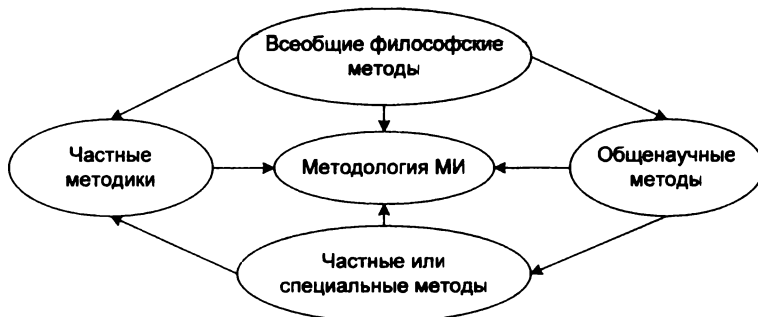 Всеобщие философские
методы
Частные
методики
Методология МИ
Общенаучные
методы
Частные или
специальные методы